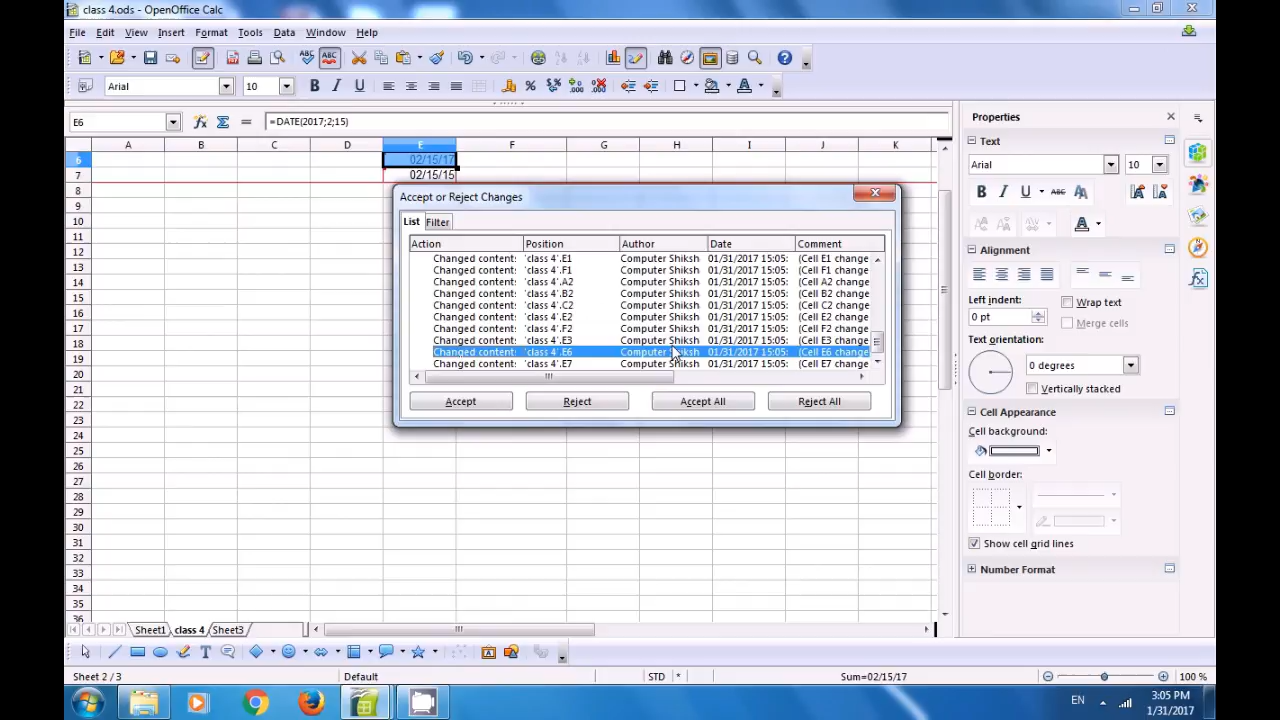 class 4.ods - OpenOffice Calc
File Edit View Insert Format Tools Data Window Help
Arial 10
E6 =DATE(2017;2;15)
A B C D E F G H I J K
6 02/15/17
7 02/15/15
8
9
10
11
12
13
14
15
16
17
18
19
20
21
22
23
24
25
26
27
28
29
30
31
32
33
34
35
36
Accept or Reject Changes
List Filter
Action Position Author Date Comment
Changed content: 'class 4'.E1 Computer Shiksh 01/31/2017 15:05: (Cell E1 change
Changed content: 'class 4'.F1 Computer Shiksh 01/31/2017 15:05: (Cell F1 change
Changed content: 'class 4'.A2 Computer Shiksh 01/31/2017 15:05: (Cell A2 change
Changed content: 'class 4'.B2 Computer Shiksh 01/31/2017 15:05: (Cell B2 change
Changed content: 'class 4'.C2 Computer Shiksh 01/31/2017 15:05: (Cell C2 change
Changed content: 'class 4'.E2 Computer Shiksh 01/31/2017 15:05: (Cell E2 change
Changed content: 'class 4'.F2 Computer Shiksh 01/31/2017 15:05: (Cell F2 change
Changed content: 'class 4'.E3 Computer Shiksh 01/31/2017 15:05: (Cell E3 change
Changed content: 'class 4'.E6 Computer Shiksh 01/31/2017 15:05: (Cell E6 change
Changed content: 'class 4'.E7 Computer Shiksh 01/31/2017 15:05: (Cell E7 change
Accept Reject Accept All Reject All
Properties
Text
Arial 10
Alignment
Left indent: Wrap text
0 pt Merge cells
Text orientation:
0 degrees
Vertically stacked
Cell Appearance
Cell background:
Cell border:
Show cell grid lines
Number Format
Sheet1 class 4 Sheet3
Sheet 2 / 3 Default STD * Sum=02/15/17 100 %
EN 3:05 PM
1/31/2017